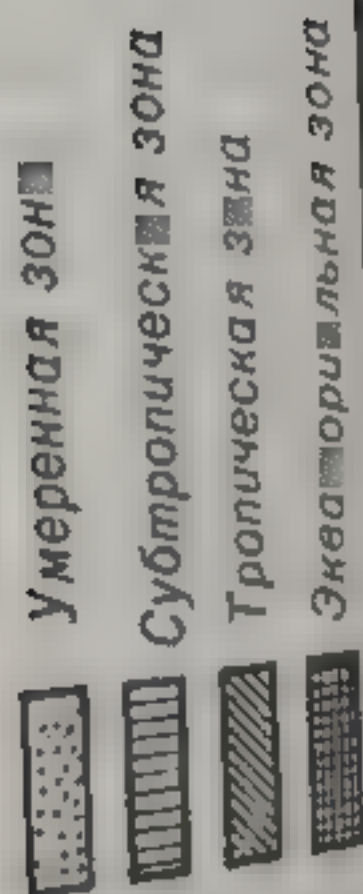 Умеренная зона
Субтропическая зона
Тропическая зона
Экваториальная зона